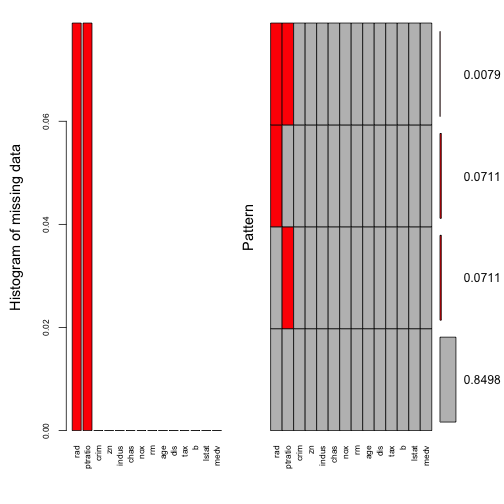 Histogram of missing data
0.06
0.04
0.02
0.00
rad
ptratio
crim
zn
indus
chas
nox
rm
age
dis
tax
b
lstat
medv
Pattern
rad
ptratio
crim
zn
indus
chas
nox
rm
age
dis
tax
b
lstat
medv
0.0079
0.0711
0.0711
0.8498